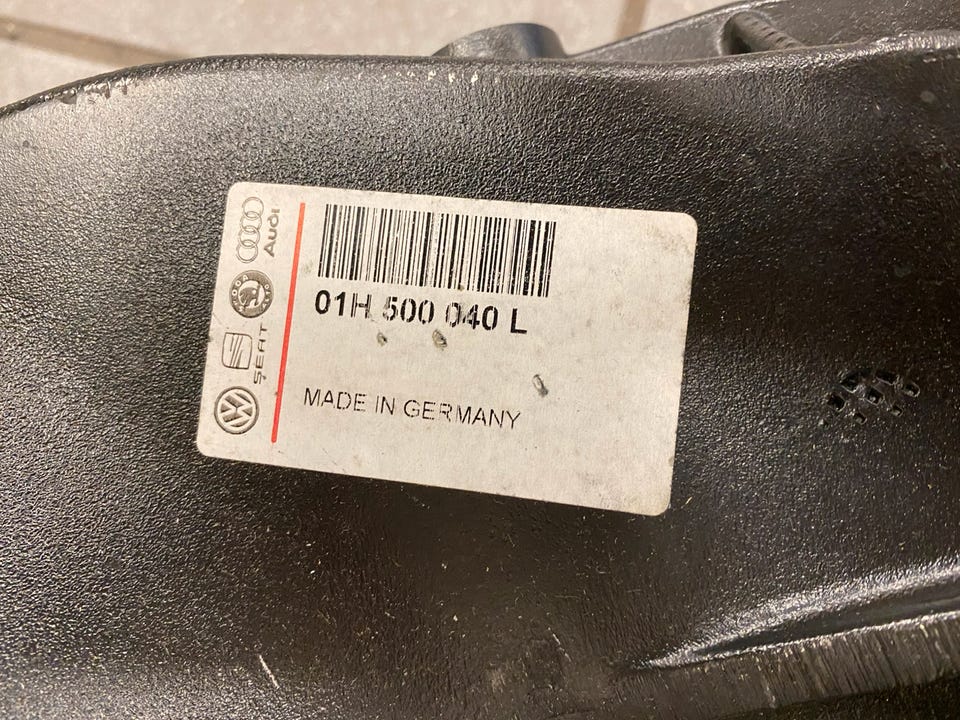 Audi
SEAT
01H 500 040 L
MADE IN GERMANY